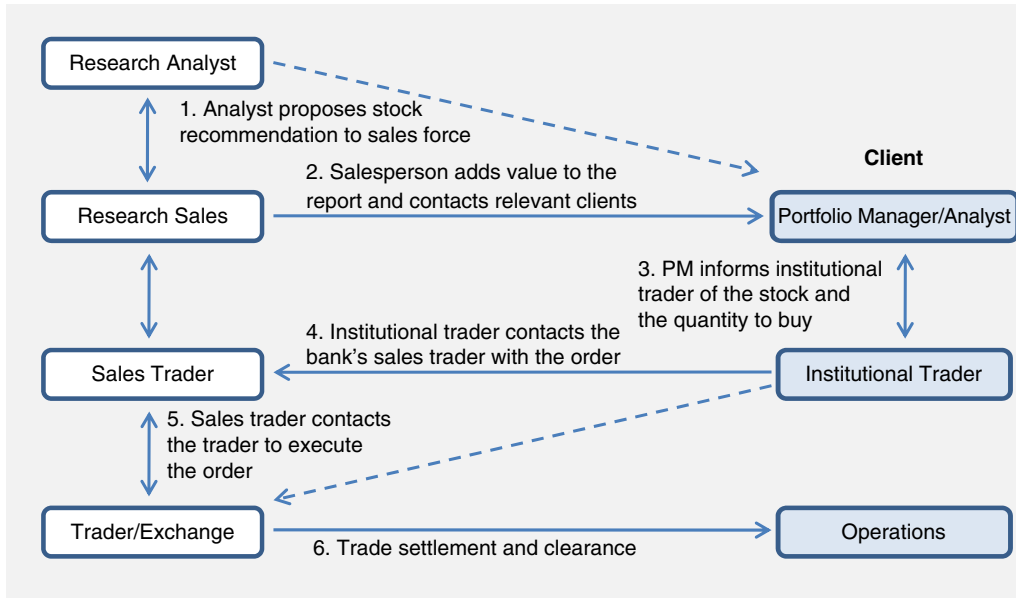 Research Analyst
1. Analyst proposes stock
recommendation to sales force
Client
2. Salesperson adds value to the
report and contacts relevant clients
Research Sales
Portfolio Manager/Analyst
3. PM informs institutional
trader of the stock and
the quantity to buy
4. Institutional trader contacts the
bank’s sales trader with the order
Sales Trader
Institutional Trader
5. Sales trader contacts
the trader to execute
the order
Trader/Exchange
Operations
6. Trade settlement and clearance